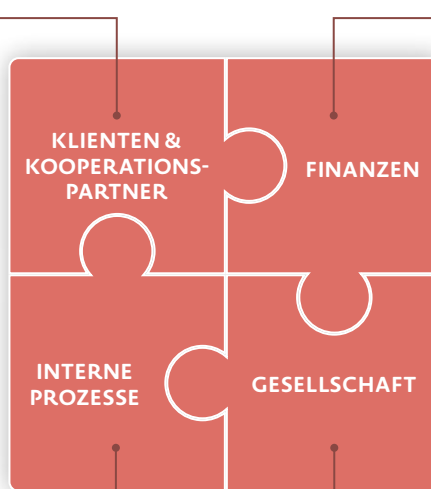 KLIENTEN &
KOOPERATIONS-
PARTNER
FINANZEN
INTERNE
PROZESSE
GESELLSCHAFT